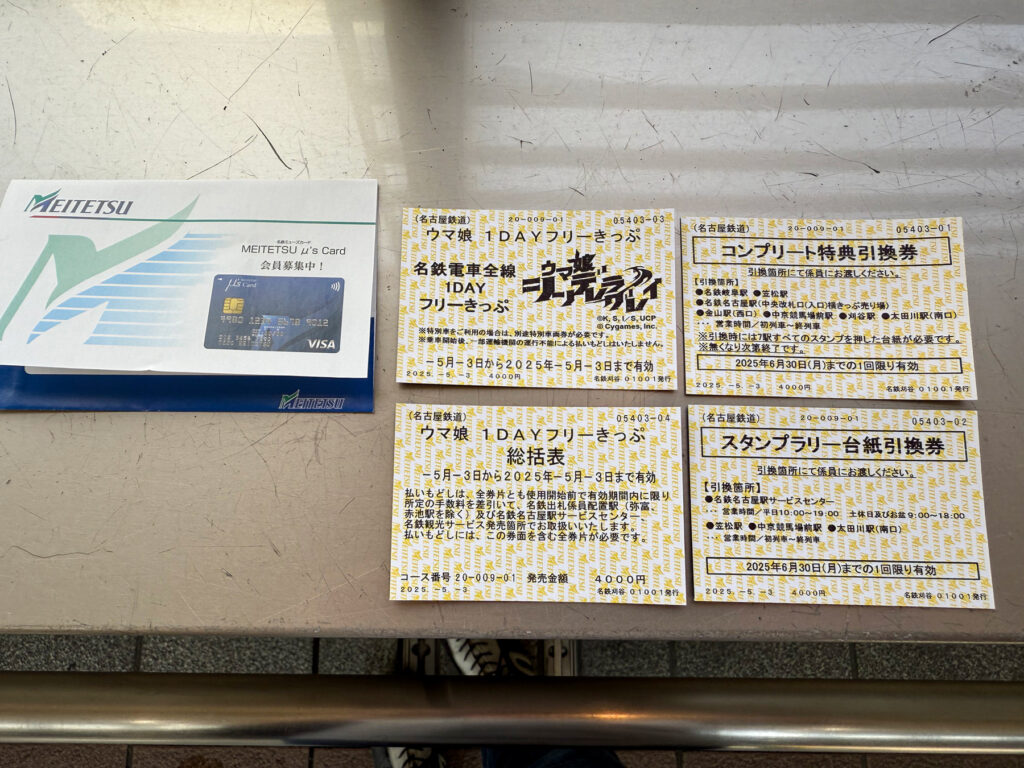 MEITETSU
名鉄ミューズカード
MEITETSU μ's Card
会員募集中！
μs Card
VISA
MEITETSU
(名古屋鉄道)
20-009-01
05403-03
ウマ娘 1DAYフリーきっぷ
名鉄電車全線
1DAY
フリーきっぷ
ウマ娘
シンデレラグレイ
©K, S, I/S, UCP
©Cygames, Inc.
※特別車をご利用の場合は、別途特別車両券が必要です
※乗車開始後、一部運輸機関の運行不能による払いもどしはいたしません。
-5月-3日から2025年-5月-3日まで有効
2025.-5.-3 4000円
名鉄刈谷 01001発行
(名古屋鉄道)
20-009-01
05403-01
コンプリート特典引換券
引換箇所にて係員にお渡しください。
【引換箇所】
●名鉄岐阜駅 ●笠松駅
●名鉄名古屋駅(中央改札口(入口)横きっぷ売り場)
●金山駅(西口) ●中京競馬場前駅 ●刈谷駅 ●太田川駅(南口)
･･･ 営業時間／初列車～終列車
※引換時には7駅すべてのスタンプを押した台紙が必要です。
※無くなり次第終了です。
2025年6月30日(月)までの1回限り有効
2025.-5.-3 4000円
名鉄刈谷 01001発行
(名古屋鉄道)
05403-04
ウマ娘 1DAYフリーきっぷ
総括表
-5月-3日から2025年-5月-3日まで有効
払いもどしは、全券片とも使用開始前で有効期間内に限り
所定の手数料を差引いて、名鉄出札係員配置駅（弥富、
赤池駅を除く）及び名鉄名古屋駅サービスセンター
名鉄観光サービス発売箇所でお取扱いいたします。
払いもどしには、この券面を含む全券片が必要です。
コース番号 20-009-01 発売金額 4000円
2025.-5.-3
名鉄刈谷 01001発行
(名古屋鉄道)
20-009-01
05403-02
スタンプラリー台紙引換券
引換箇所にて係員にお渡しください。
【引換箇所】
●名鉄名古屋駅サービスセンター
･･･ 営業時間／平日10:00～19:00 土休日及びお盆9:00～18:00
●笠松駅 ●中京競馬場前駅 ●太田川駅(南口)
･･･ 営業時間／初列車～終列車
2025年6月30日(月)までの1回限り有効
2025.-5.-3 4000円
名鉄刈谷 01001発行